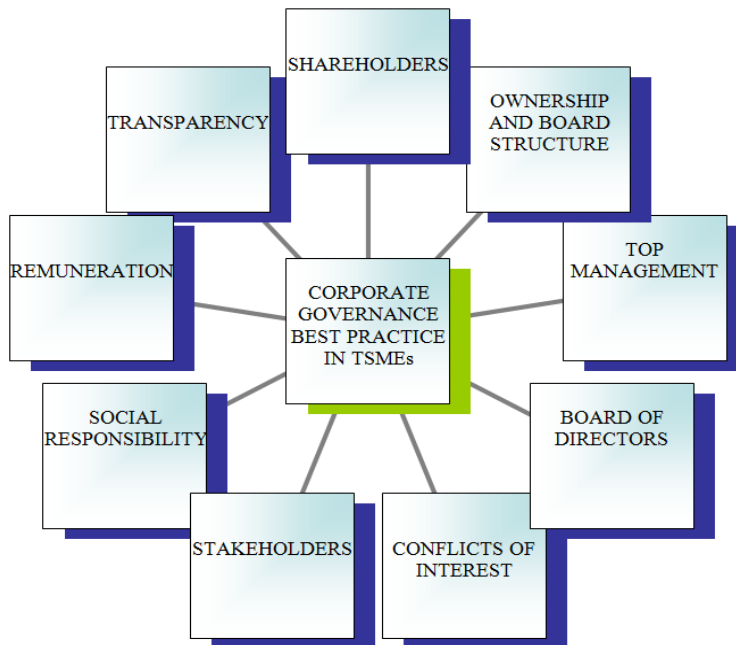 SHAREHOLDERS
OWNERSHIP
AND BOARD
STRUCTURE
TOP
MANAGEMENT
BOARD OF
DIRECTORS
CONFLICTS OF
INTEREST
STAKEHOLDERS
SOCIAL
RESPONSIBILITY
REMUNERATION
TRANSPARENCY
CORPORATE
GOVERNANCE
BEST PRACTICE
IN TSMEs